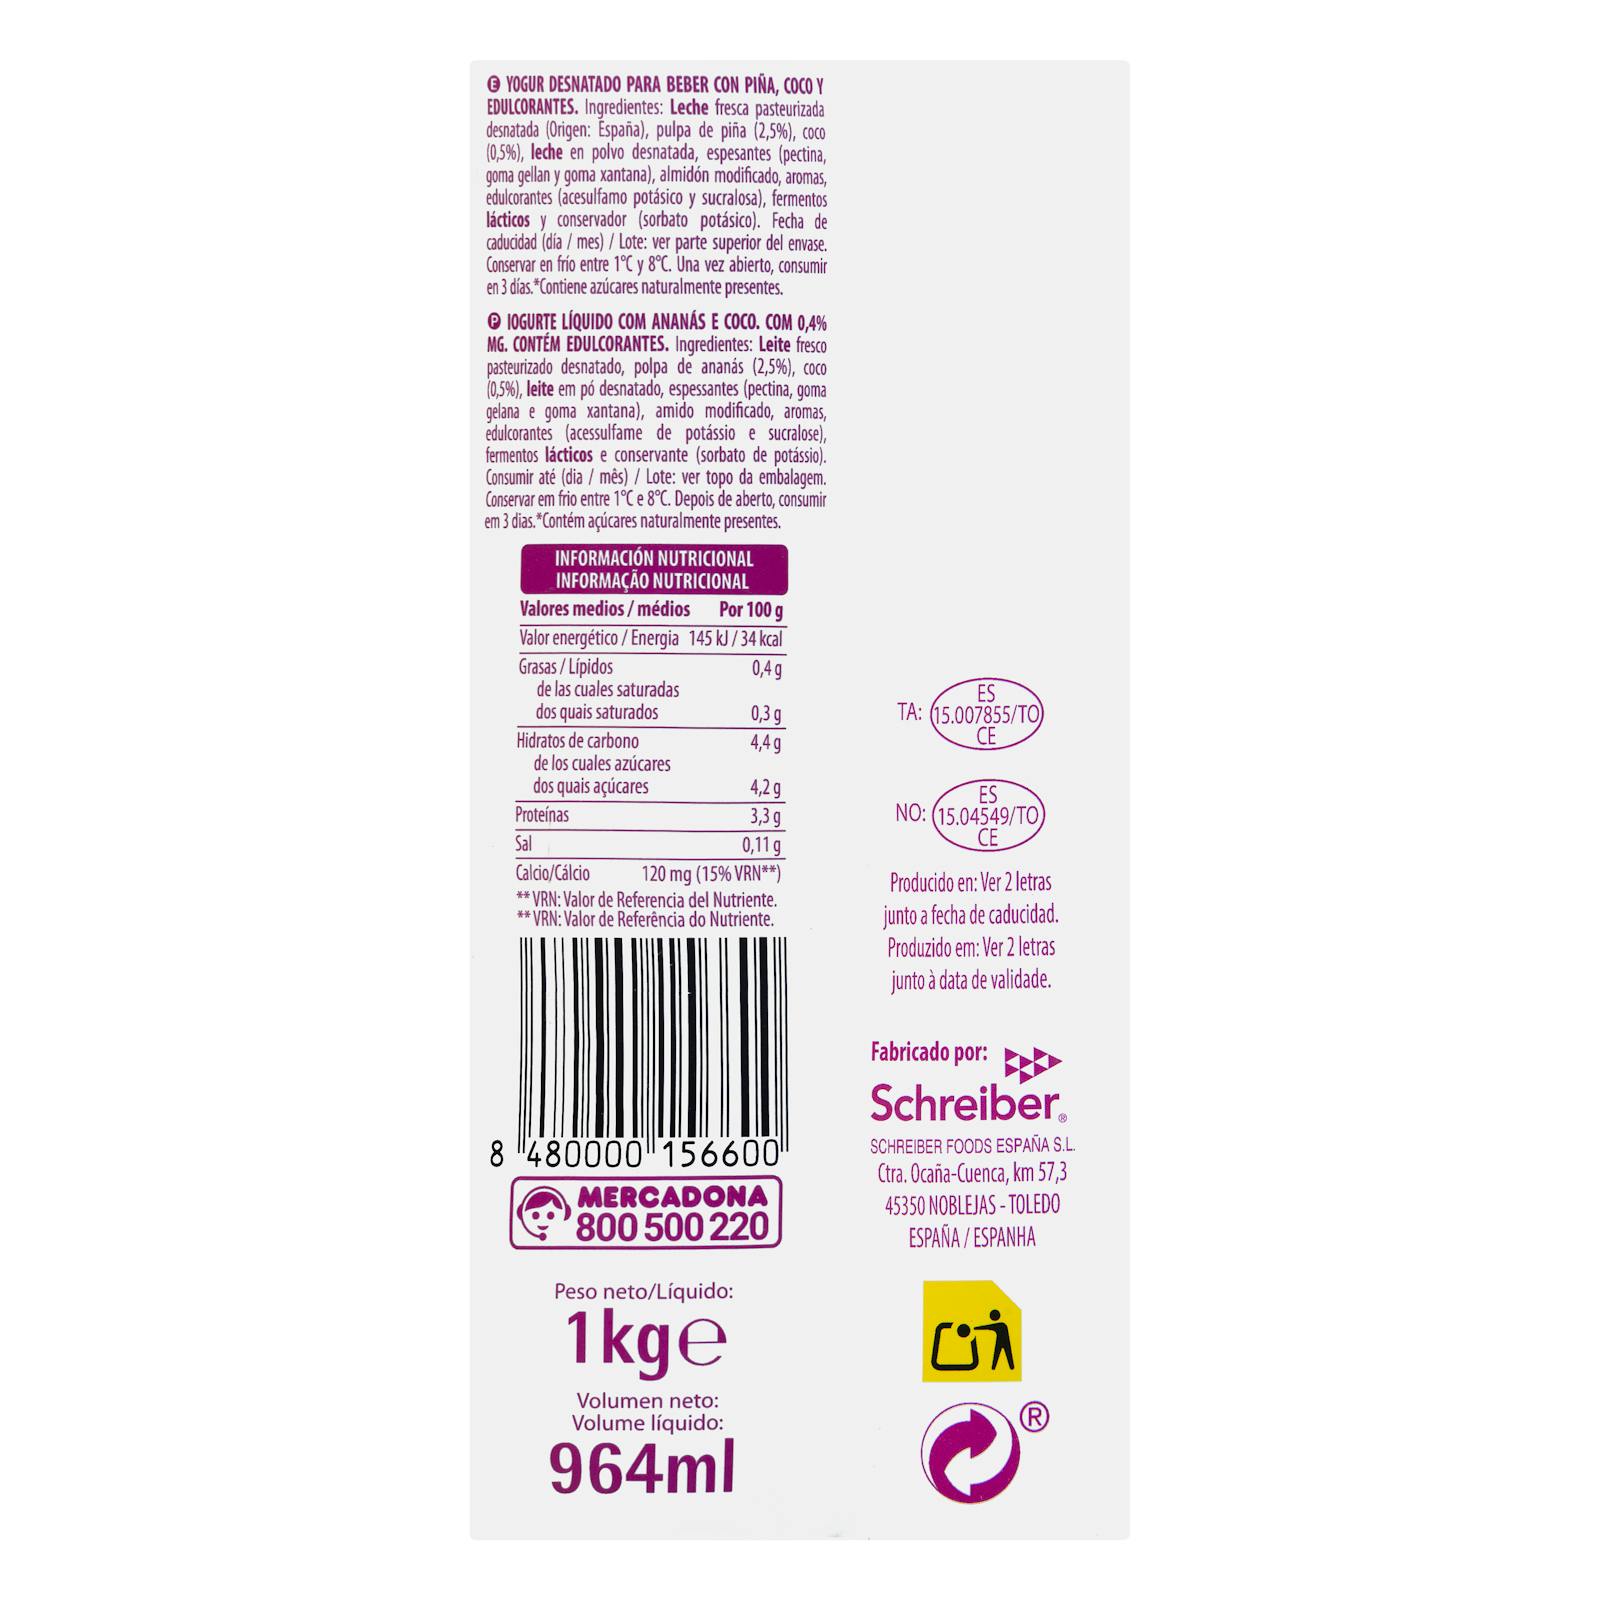 E YOGUR DESNATADO PARA BEBER CON PIÑA, COCO Y
EDULCORANTES. Ingredientes: Leche fresca pasteurizada
desnatada (Origen: España), pulpa de piña (2,5%), coco
(0,5%), leche en polvo desnatada, espesantes (pectina,
goma gellan y goma xantana), almidón modificado, aromas,
edulcorantes (acesulfamo potásico y sucralosa), fermentos
lácticos y conservador (sorbato potásico). Fecha de
caducidad (día / mes) / Lote: ver parte superior del envase.
Conservar en frío entre 1°C y 8°C. Una vez abierto, consumir
en 3 días.*Contiene azúcares naturalmente presentes.
P IOGURTE LÍQUIDO COM ANANÁS E COCO. COM 0,4%
MG. CONTÉM EDULCORANTES. Ingredientes: Leite fresco
pasteurizado desnatado, polpa de ananás (2,5%), coco
(0,5%), leite em pó desnatado, espessantes (pectina, goma
gelana e goma xantana), amido modificado, aromas,
edulcorantes (acessulfame de potássio e sucralose),
fermentos lácticos e conservante (sorbato de potássio).
Consumir até (dia / mês) / Lote: ver topo da embalagem.
Conservar em frio entre 1°C e 8°C. Depois de aberto, consumir
em 3 dias.*Contém açúcares naturalmente presentes.
INFORMACIÓN NUTRICIONAL
INFORMAÇÃO NUTRICIONAL
Valores medios / médios Por 100 g
Valor energético / Energia 145 kJ / 34 kcal
Grasas / Lípidos 0,4 g
de las cuales saturadas
dos quais saturados 0,3 g
Hidratos de carbono 4,4 g
de los cuales azúcares
dos quais açúcares 4,2 g
Proteínas 3,3 g
Sal 0,11 g
Calcio/Cálcio 120 mg (15% VRN**)
** VRN: Valor de Referencia del Nutriente.
** VRN: Valor de Referência do Nutriente.
8 480000 156600
MERCADONA
800 500 220
Peso neto/Líquido:
1kg e
Volumen neto:
Volume líquido:
964ml
TA: ES
15.007855/TO
CE
NO: ES
15.04549/TO
CE
Producido en: Ver 2 letras
junto a fecha de caducidad.
Produzido em: Ver 2 letras
junto à data de validade.
Fabricado por:
Schreiber®
SCHREIBER FOODS ESPAÑA S.L.
Ctra. Ocaña-Cuenca, km 57,3
45350 NOBLEJAS - TOLEDO
ESPAÑA / ESPANHA
®